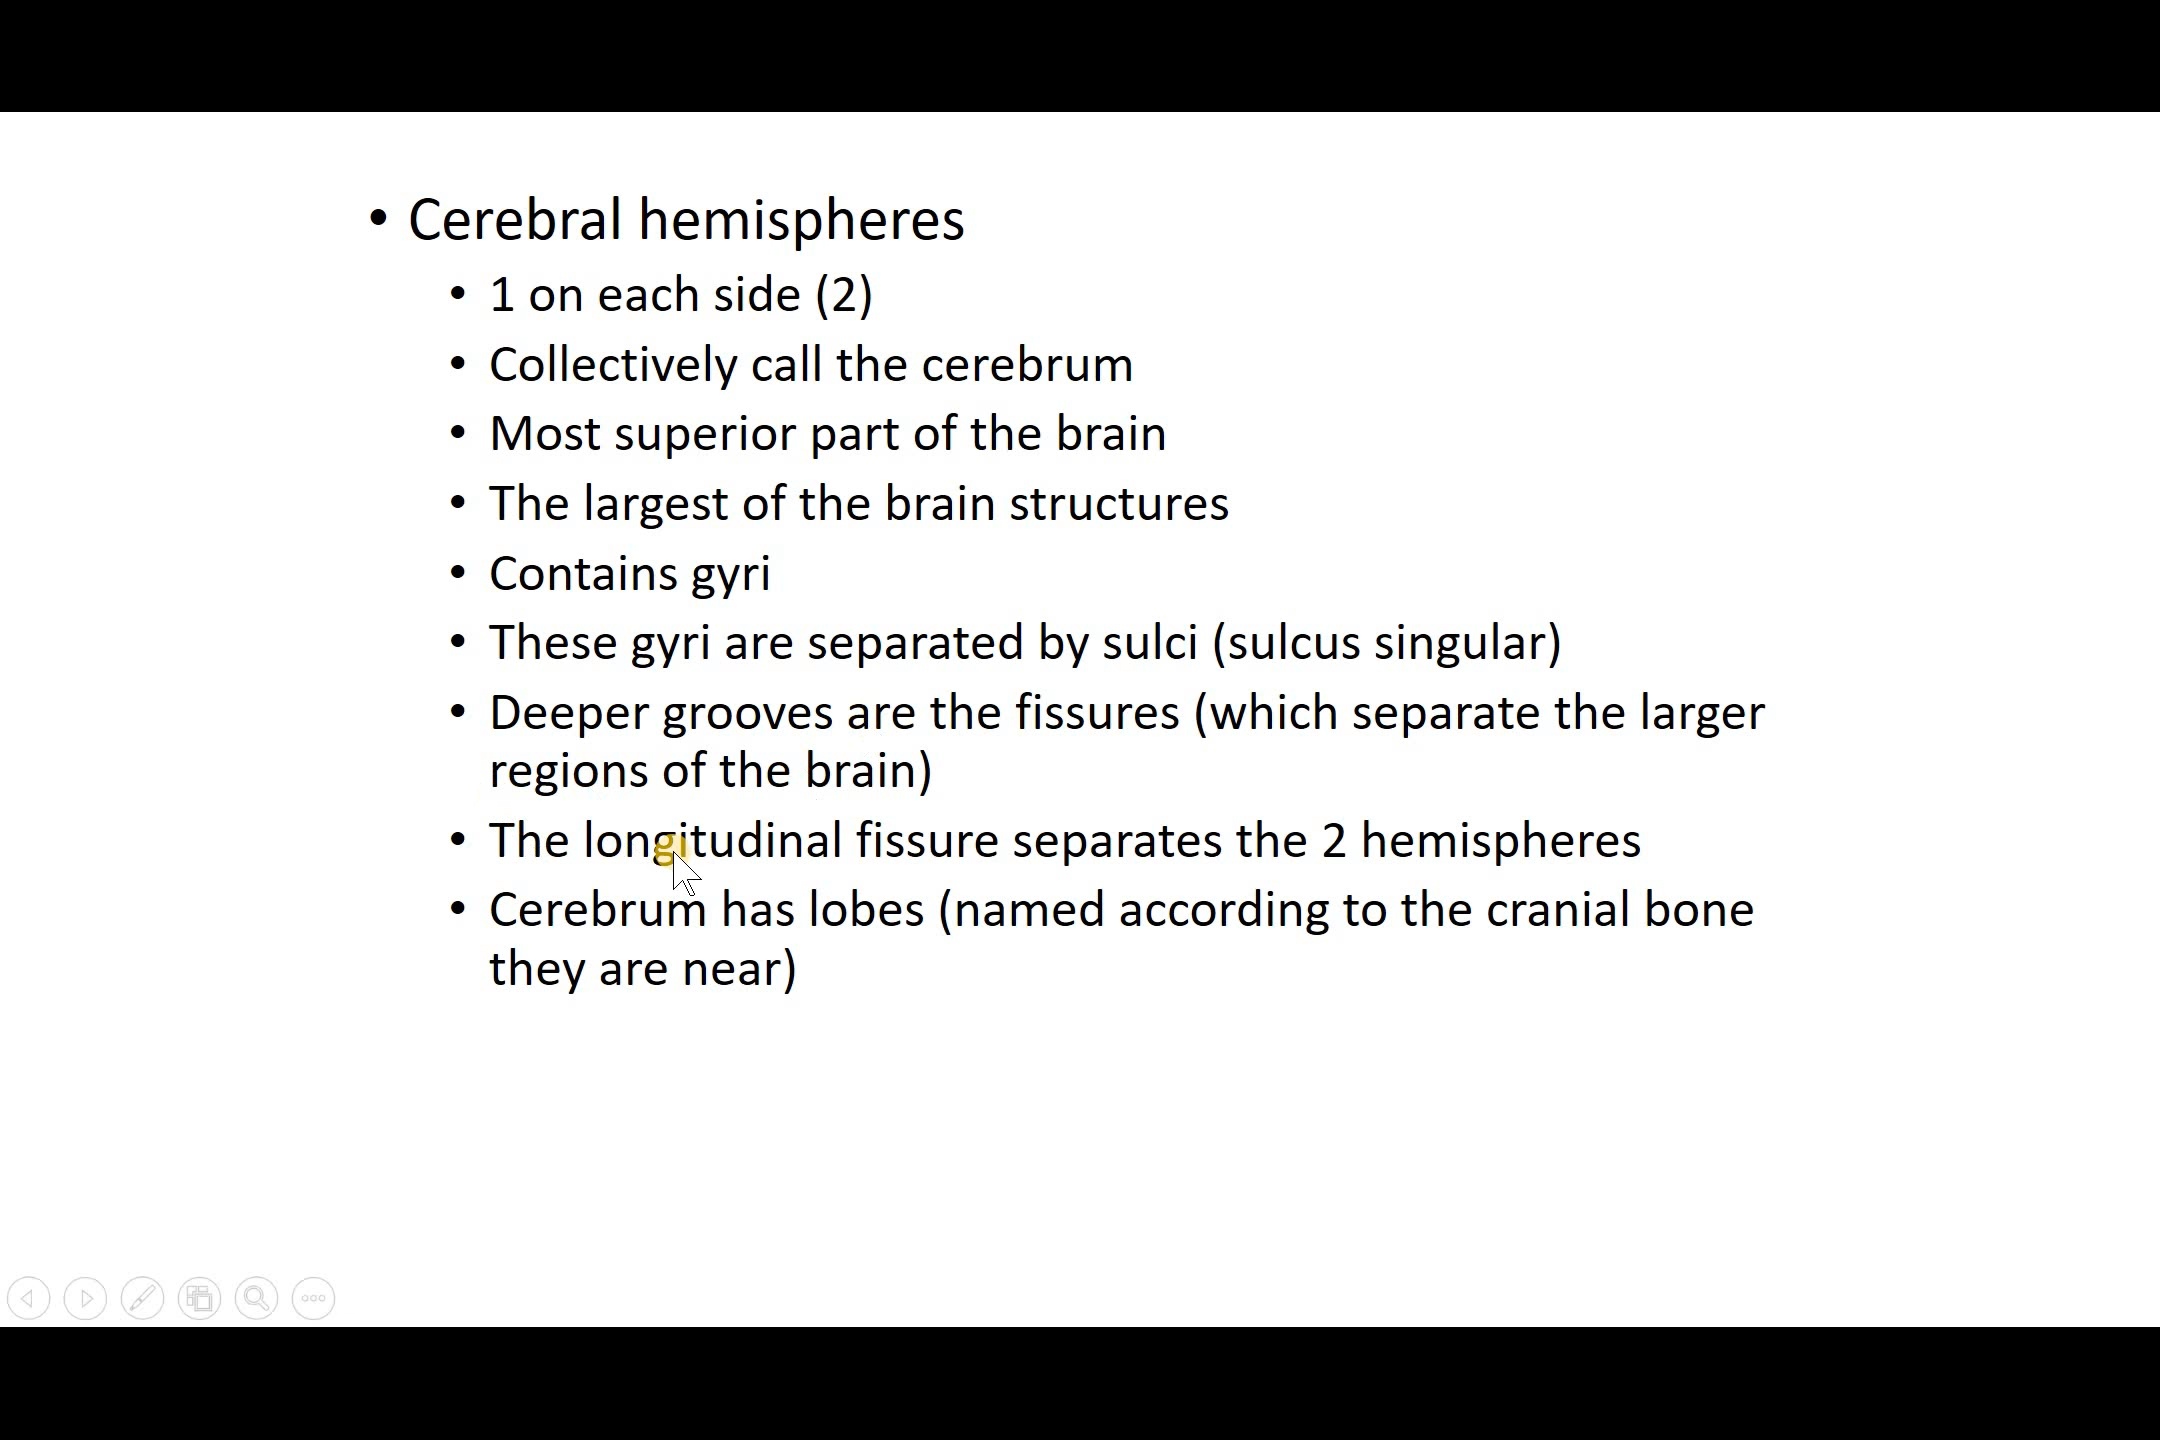 • Cerebral hemispheres
• 1 on each side (2)
• Collectively call the cerebrum
• Most superior part of the brain
• The largest of the brain structures
• Contains gyri
• These gyri are separated by sulci (sulcus singular)
• Deeper grooves are the fissures (which separate the larger
regions of the brain)
• The longitudinal fissure separates the 2 hemispheres
• Cerebrum has lobes (named according to the cranial bone
they are near)